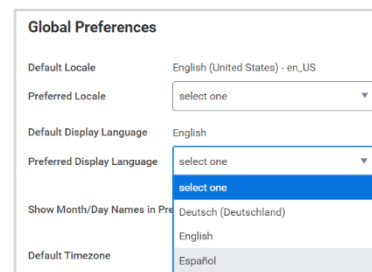 Global Preferences
Default Locale English (United States) - en_US
Preferred Locale select one
Default Display Language English
Preferred Display Language select one
select one
Show Month/Day Names in Pre
Deutsch (Deutschland)
English
Default Timezone
Español